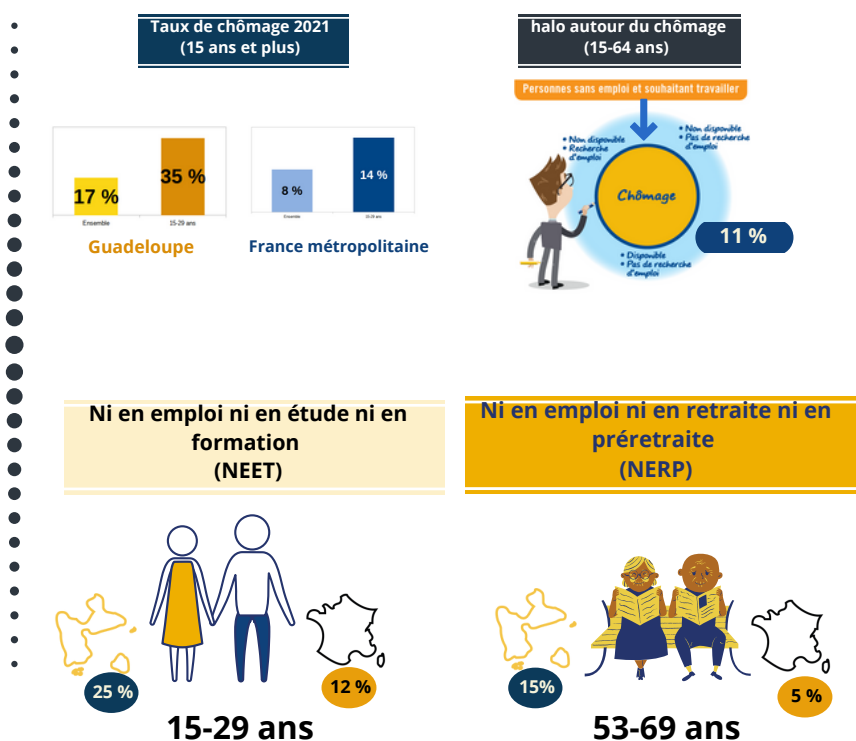 Taux de chômage 2021
(15 ans et plus)
17 %
35 %
Ensemble
15-29 ans
Guadeloupe
8 %
14 %
Ensemble
15-29 ans
France métropolitaine
halo autour du chômage
(15-64 ans)
Personnes sans emploi et souhaitant travailler
• Non disponible
• Recherche
d'emploi
• Non disponible
• Pas de recherche
d'emploi
Chômage
11 %
• Disponible
• Pas de recherche
d'emploi
Ni en emploi ni en étude ni en
formation
(NEET)
25 %
12 %
15-29 ans
Ni en emploi ni en retraite ni en
préretraite
(NERP)
15%
5 %
53-69 ans